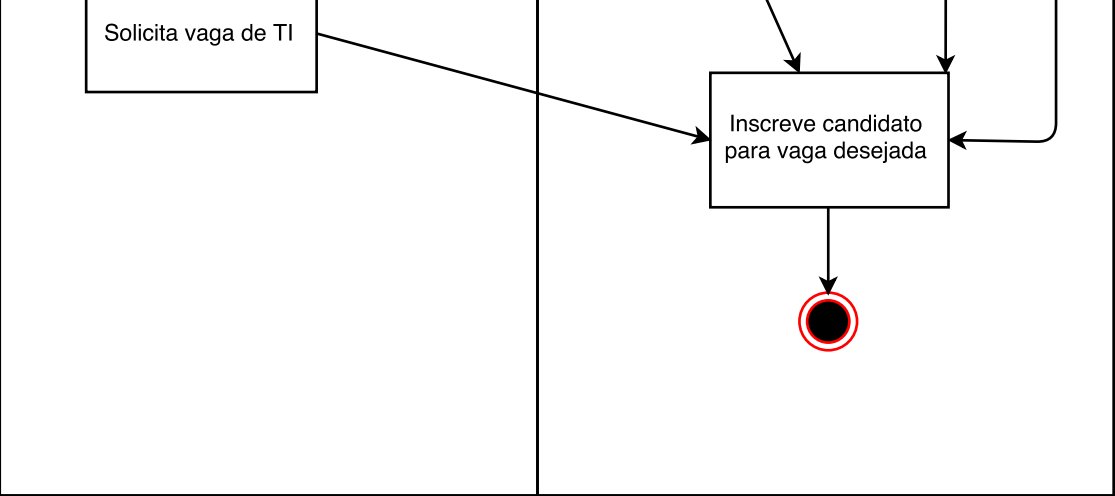 Solicita vaga de TI
Inscreve candidato
para vaga desejada